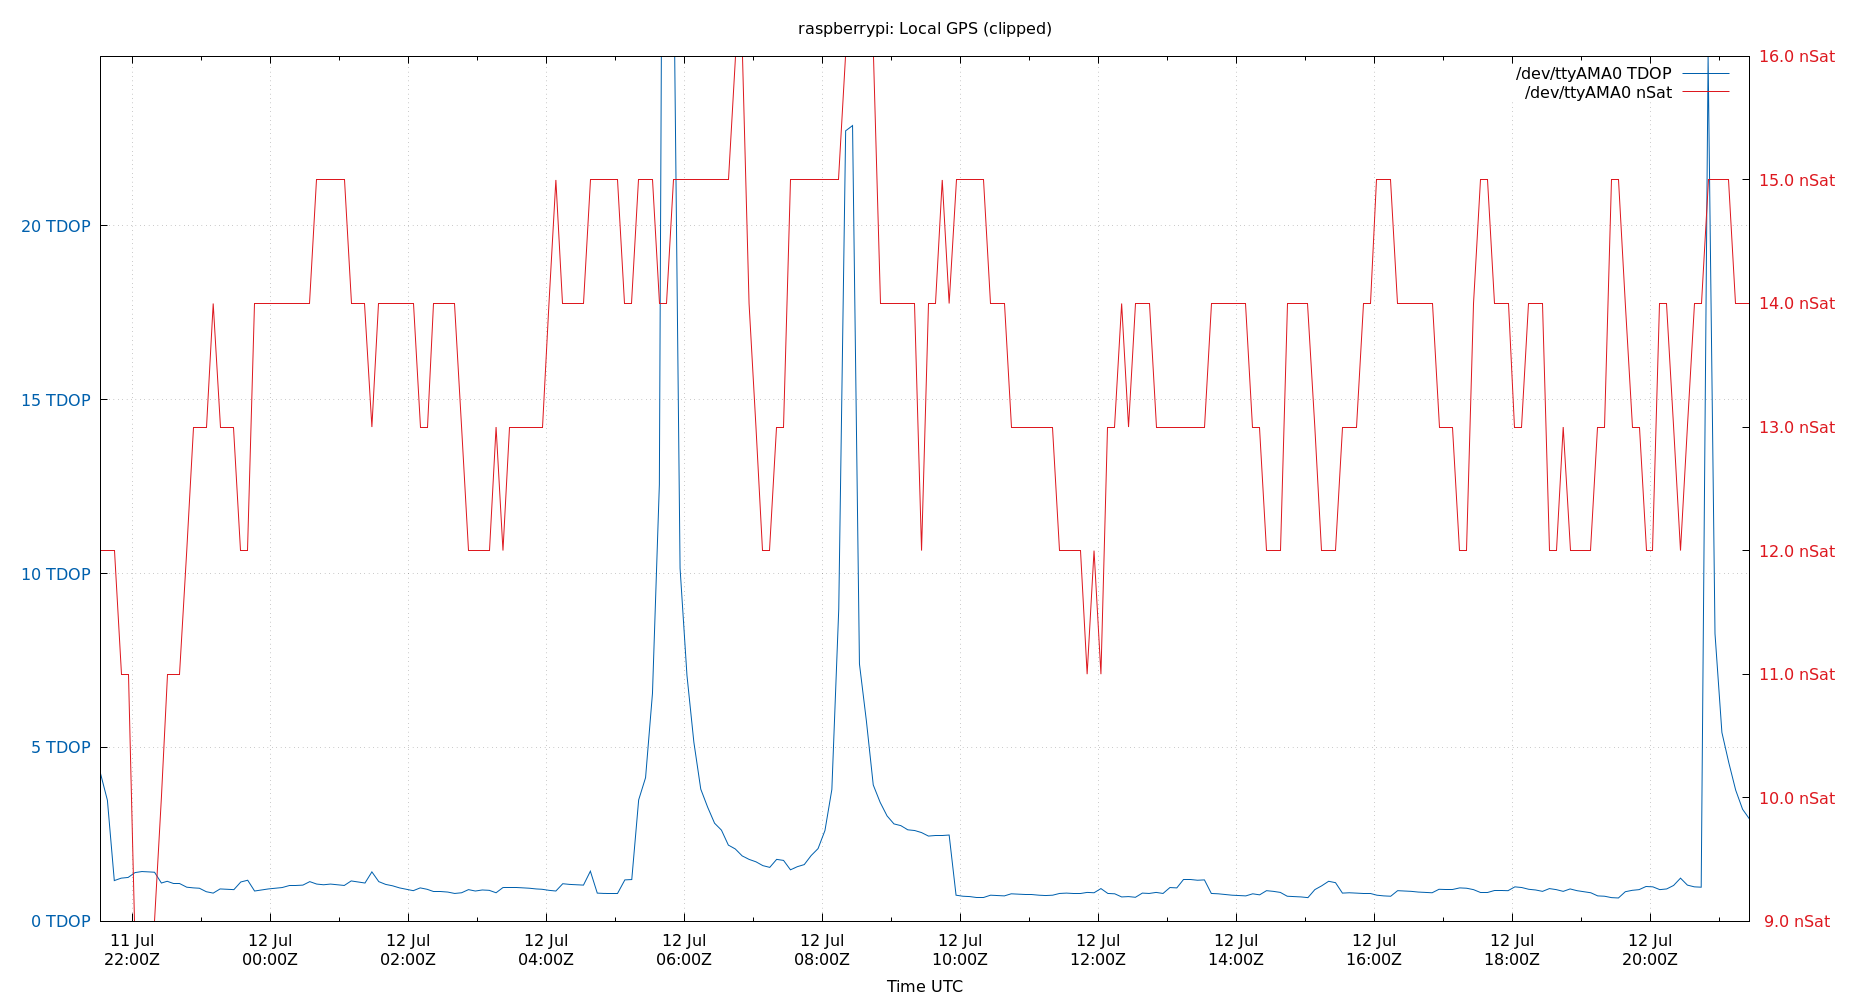 raspberrypi: Local GPS (clipped)
/dev/ttyAMA0 TDOP
/dev/ttyAMA0 nSat
20 TDOP
15 TDOP
10 TDOP
5 TDOP
0 TDOP
16.0 nSat
15.0 nSat
14.0 nSat
13.0 nSat
12.0 nSat
11.0 nSat
10.0 nSat
9.0 nSat
11 Jul 12 Jul 12 Jul 12 Jul 12 Jul 12 Jul 12 Jul 12 Jul 12 Jul 12 Jul 12 Jul 12 Jul
22:00Z 00:00Z 02:00Z 04:00Z 06:00Z 08:00Z 10:00Z 12:00Z 14:00Z 16:00Z 18:00Z 20:00Z
Time UTC